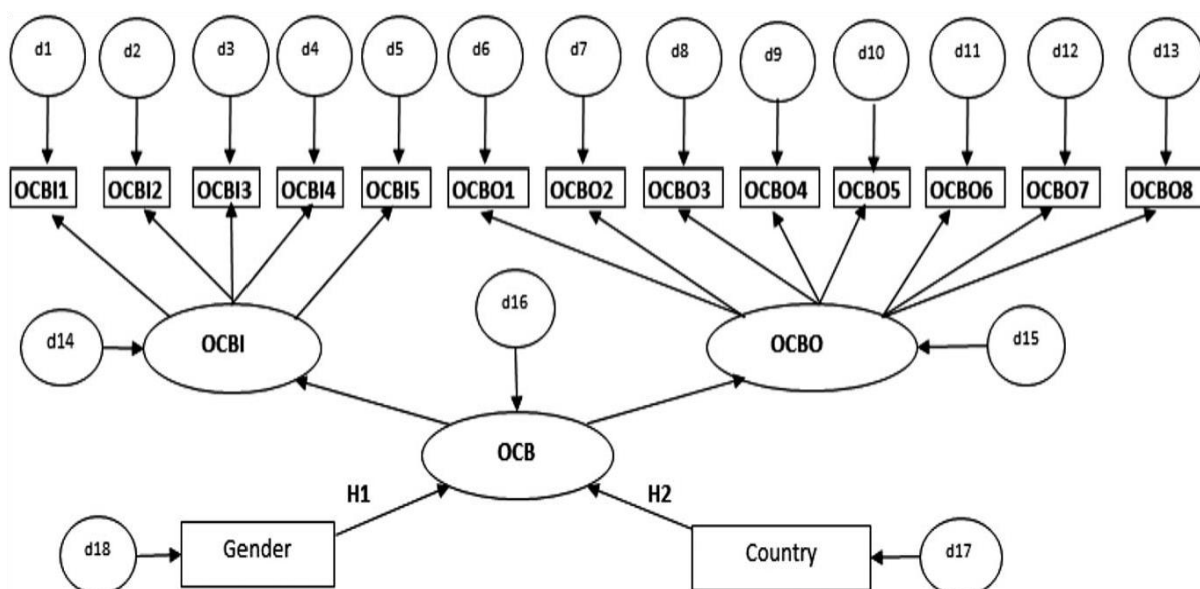 d1 d2 d3 d4 d5 d6 d7 d8 d9 d10 d11 d12 d13
OCBI1 OCBI2 OCBI3 OCBI4 OCBI5 OCBO1 OCBO2 OCBO3 OCBO4 OCBO5 OCBO6 OCBO7 OCBO8
d16
d14 OCBI OCBO d15
OCB
H1 H2
d18 Gender Country d17